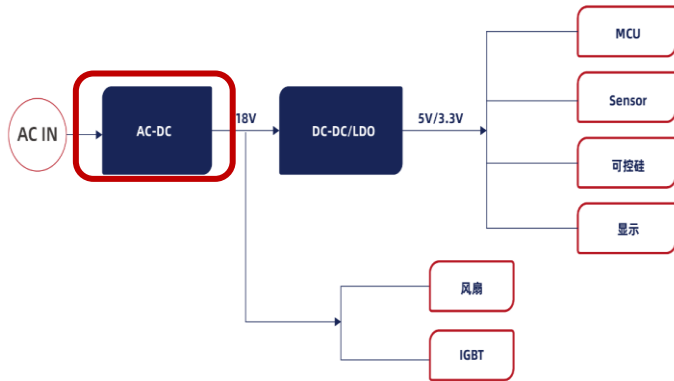 AC IN
AC-DC
18V
DC-DC/LDO
5V/3.3V
MCU
Sensor
可控硅
显示
风扇
IGBT